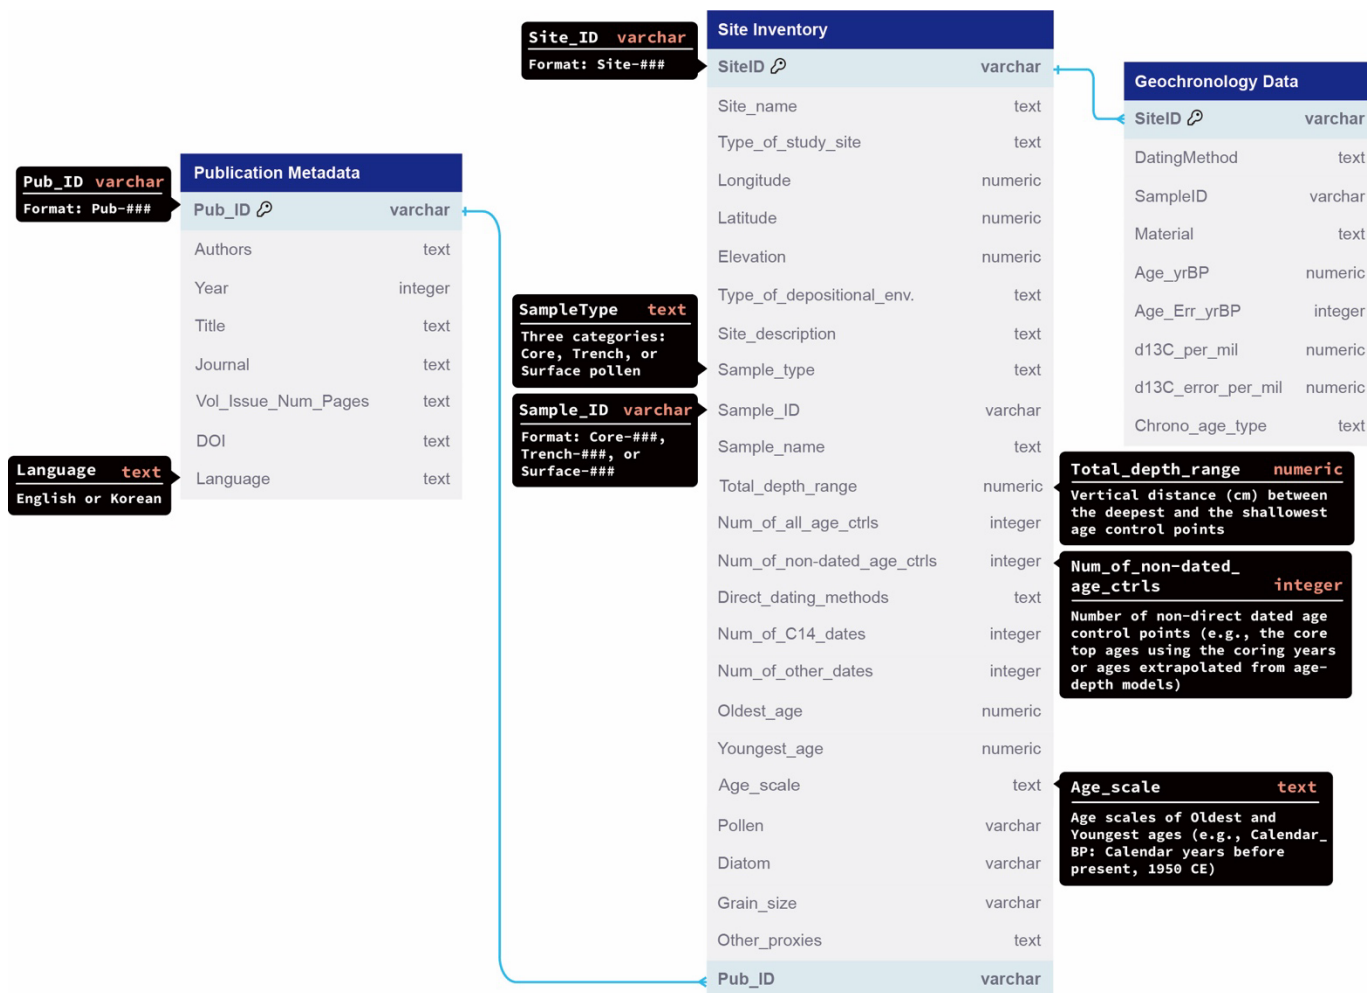 Pub_ID varchar
Format: Pub-###
Language text
English or Korean
Publication Metadata
Pub_ID varchar
Authors text
Year integer
Title text
Journal text
Vol_Issue_Num_Pages text
DOI text
Language text
Site_ID varchar
Format: Site-###
SampleType text
Three categories:
Core, Trench, or
Surface pollen
Sample_ID varchar
Format: Core-###,
Trench-###, or
Surface-###
Site Inventory
SiteID varchar
Site_name text
Type_of_study_site text
Longitude numeric
Latitude numeric
Elevation numeric
Type_of_depositional_env. text
Site_description text
Sample_type text
Sample_ID varchar
Sample_name text
Total_depth_range numeric
Num_of_all_age_ctrls integer
Num_of_non-dated_age_ctrls integer
Direct_dating_methods text
Num_of_C14_dates integer
Num_of_other_dates integer
Oldest_age numeric
Youngest_age numeric
Age_scale text
Pollen varchar
Diatom varchar
Grain_size varchar
Other_proxies text
Pub_ID varchar
Geochronology Data
SiteID varchar
DatingMethod text
SampleID varchar
Material text
Age_yrBP numeric
Age_Err_yrBP integer
d13C_per_mil numeric
d13C_error_per_mil numeric
Chrono_age_type text
Total_depth_range numeric
Vertical distance (cm) between
the deepest and the shallowest
age control points
Num_of_non-dated_
age_ctrls integer
Number of non-direct dated age
control points (e.g., the core
top ages using the coring years
or ages extrapolated from age-
depth models)
Age_scale text
Age scales of Oldest and
Youngest ages (e.g., Calendar_
BP: Calendar years before
present, 1950 CE)